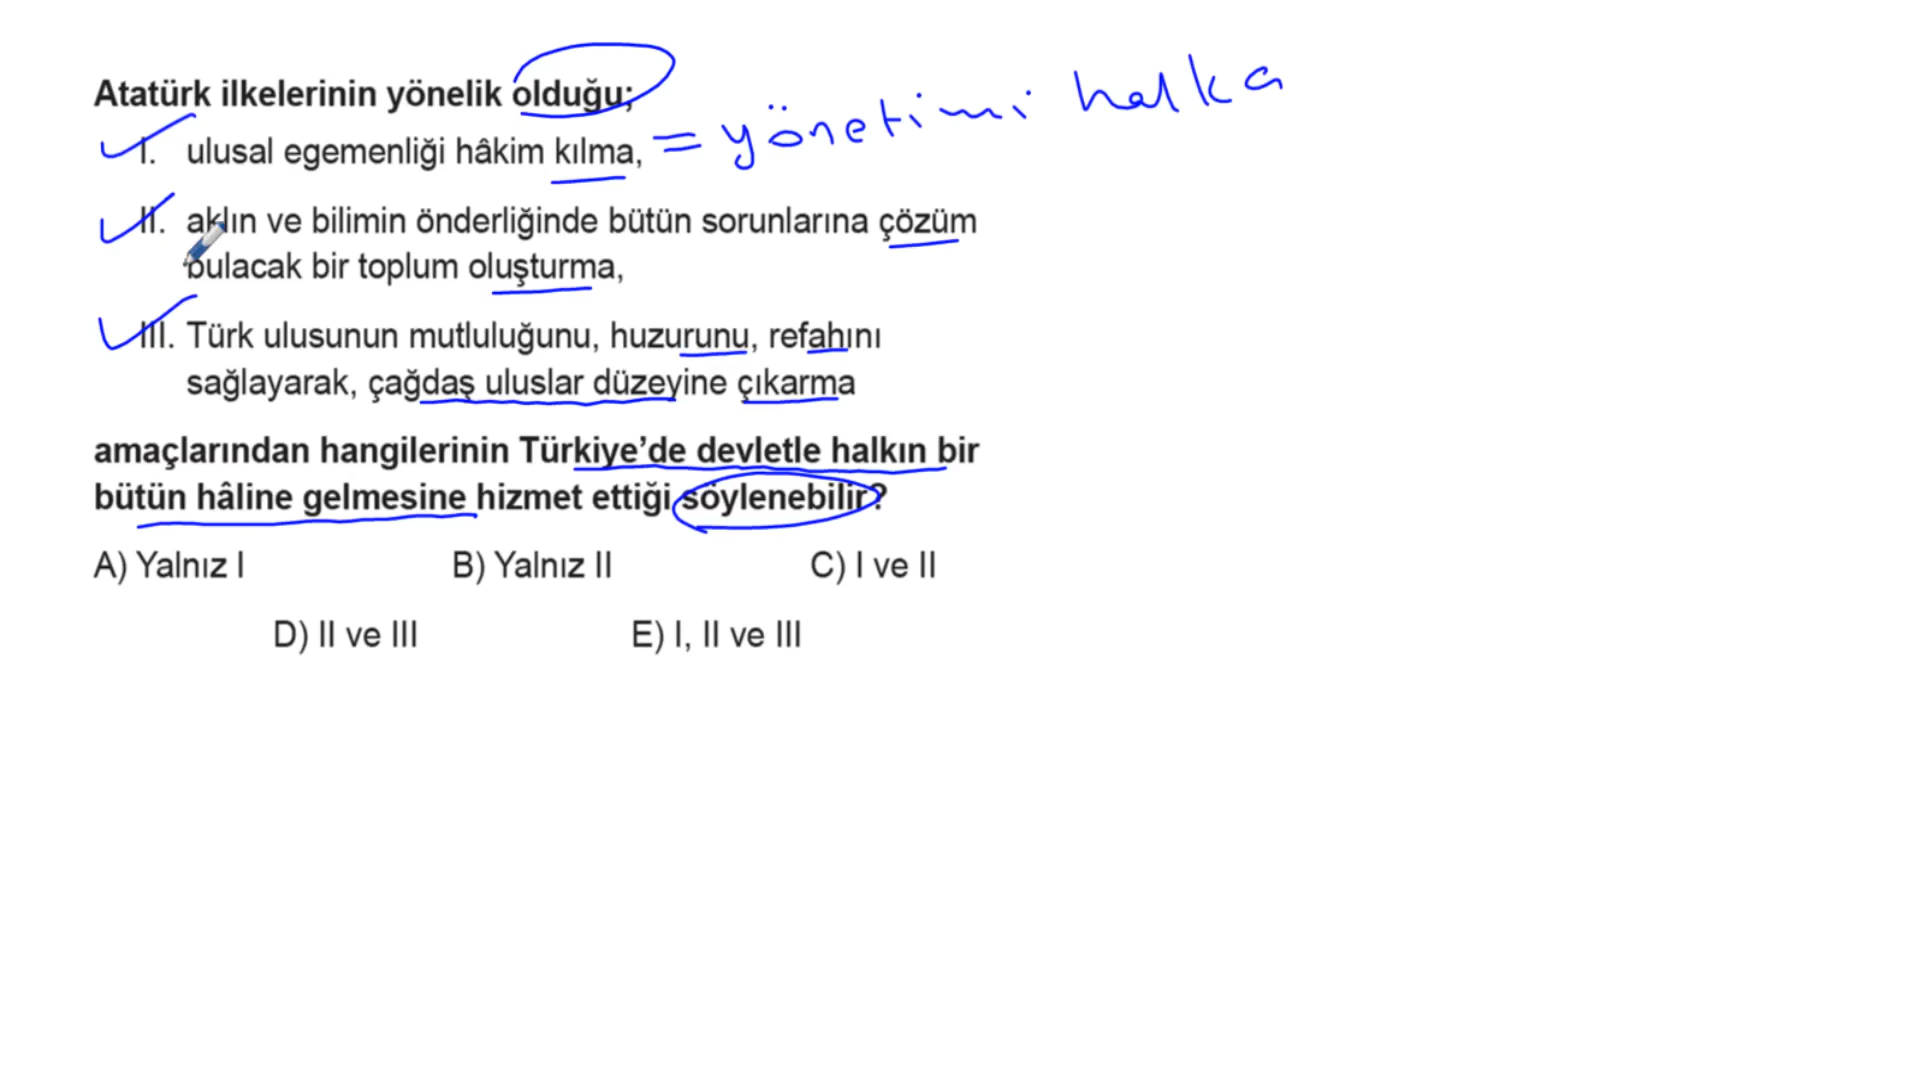 Atatürk ilkelerinin yönelik olduğu;
I. ulusal egemenliği hâkim kılma, = yönetimi halka
II. aklın ve bilimin önderliğinde bütün sorunlarına çözüm
bulacak bir toplum oluşturma,
III. Türk ulusunun mutluluğunu, huzurunu, refahını
sağlayarak, çağdaş uluslar düzeyine çıkarma
amaçlarından hangilerinin Türkiye’de devletle halkın bir
bütün hâline gelmesine hizmet ettiği söylenebilir?
A) Yalnız I B) Yalnız II C) I ve II
D) II ve III E) I, II ve III